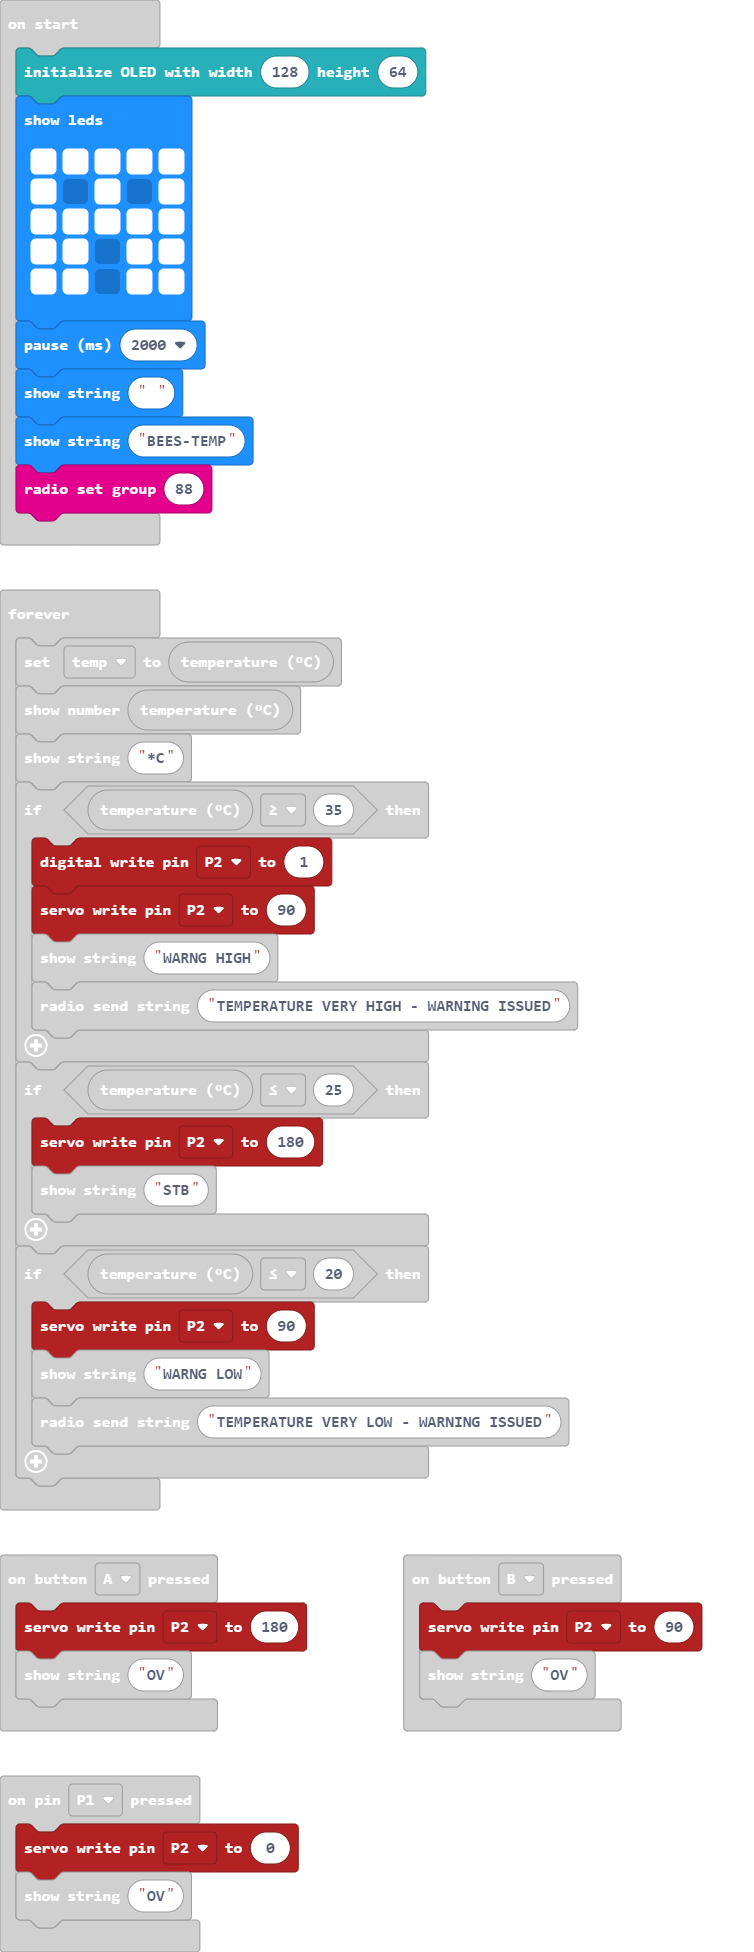 on start
initialize OLED with width 128 height 64
show leds
pause (ms) 2000
show string " "
show string "BEES-TEMP"
radio set group 88
forever
set temp to temperature (ºC)
show number temperature (ºC)
show string "*C"
if temperature (ºC) ≥ 35 then
digital write pin P2 to 1
servo write pin P2 to 90
show string "WARNG HIGH"
radio send string "TEMPERATURE VERY HIGH - WARNING ISSUED"
if temperature (ºC) ≤ 25 then
servo write pin P2 to 180
show string "STB"
if temperature (ºC) ≤ 20 then
servo write pin P2 to 90
show string "WARNG LOW"
radio send string "TEMPERATURE VERY LOW - WARNING ISSUED"
on button A pressed
servo write pin P2 to 180
show string "OV"
on button B pressed
servo write pin P2 to 90
show string "OV"
on pin P1 pressed
servo write pin P2 to 0
show string "OV"